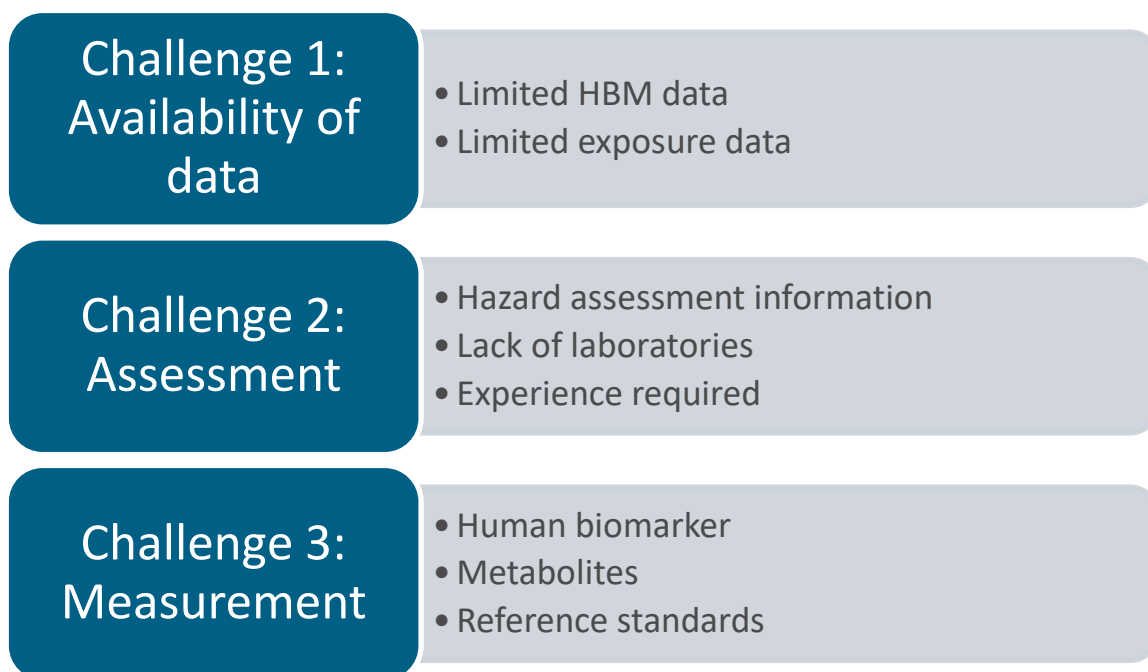 Challenge 1:
Availability of
data
• Limited HBM data
• Limited exposure data
Challenge 2:
Assessment
• Hazard assessment information
• Lack of laboratories
• Experience required
Challenge 3:
Measurement
• Human biomarker
• Metabolites
• Reference standards